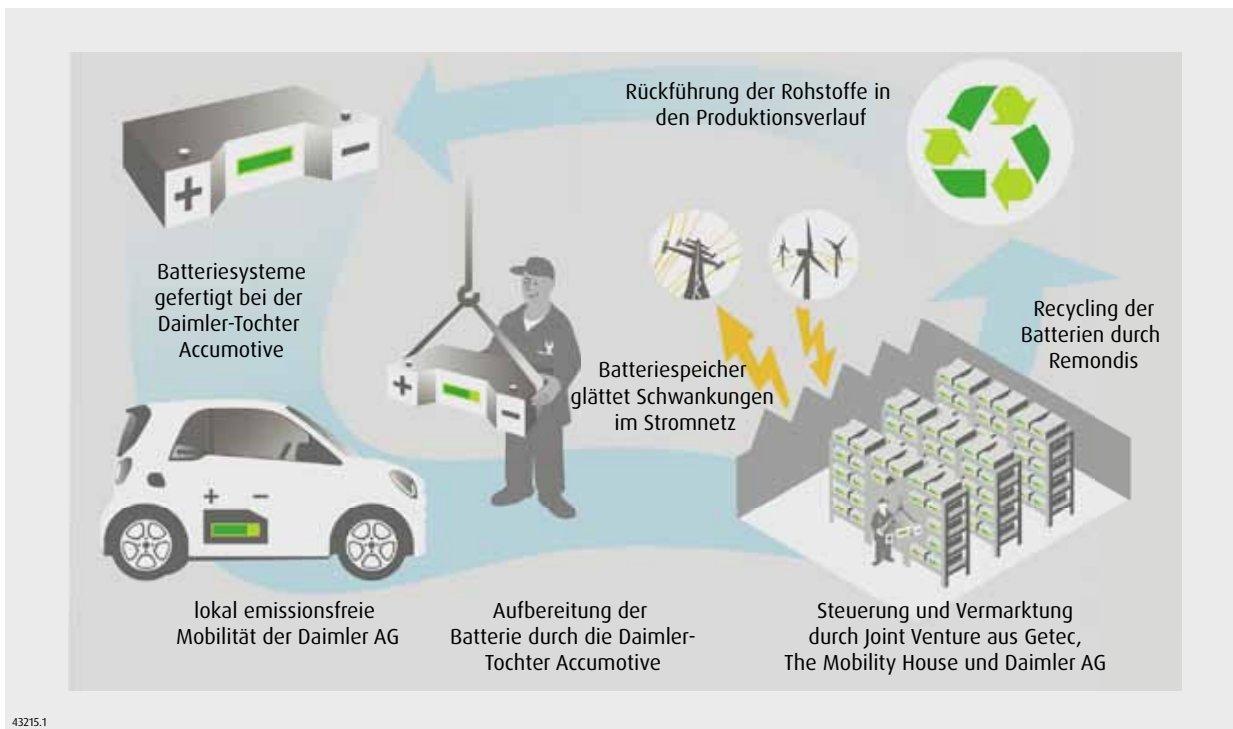 Rückführung der Rohstoffe in
den Produktionsverlauf
Batteriesysteme
gefertigt bei der
Daimler-Tochter
Accumotive
Recycling der
Batterien durch
Remondis
Batteriespeicher
glättet Schwankungen
im Stromnetz
lokal emissionsfreie
Mobilität der Daimler AG
Aufbereitung der
Batterie durch die Daimler-
Tochter Accumotive
Steuerung und Vermarktung
durch Joint Venture aus Getec,
The Mobility House und Daimler AG
43215.1